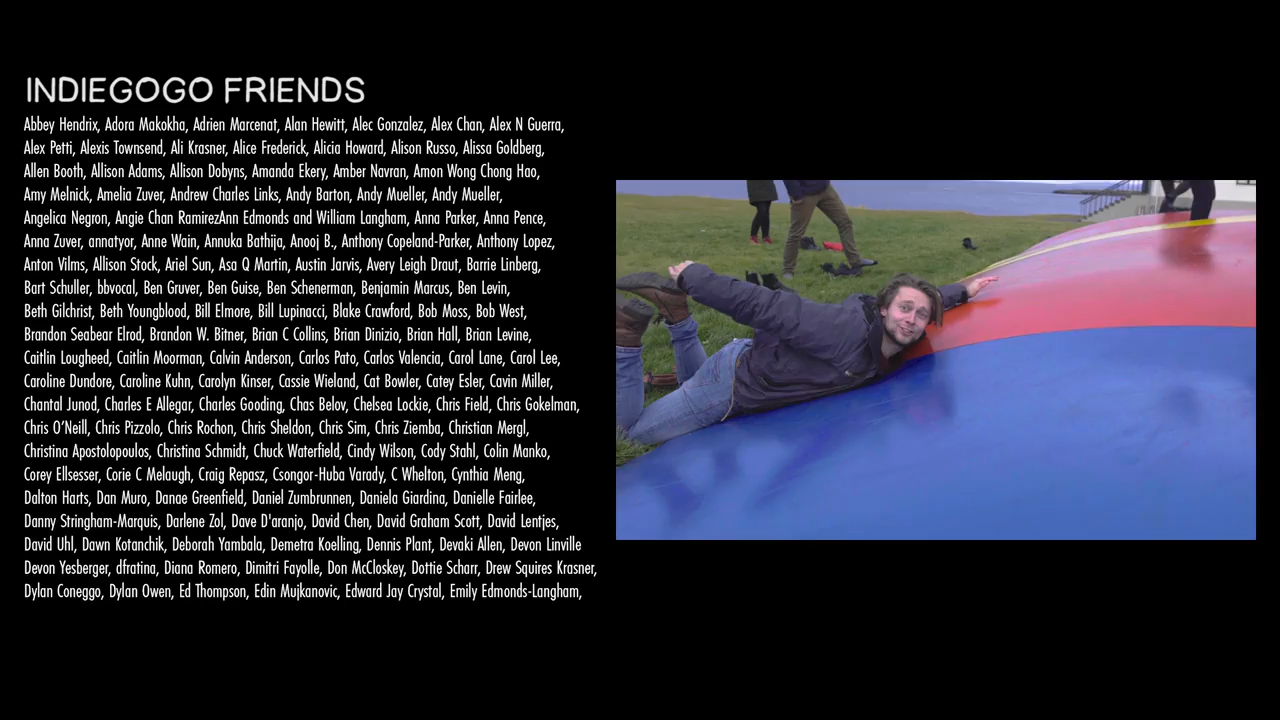 INDIEGOGO FRIENDS
Abbey Hendrix, Adora Makokha, Adrien Marcenat, Alan Hewitt, Alec Gonzalez, Alex Chan, Alex N Guerra,
Alex Petti, Alexis Townsend, Ali Krasner, Alice Frederick, Alicia Howard, Alison Russo, Alissa Goldberg,
Allen Booth, Allison Adams, Allison Dobyns, Amanda Ekery, Amber Navran, Amon Wong Chong Hao,
Amy Melnick, Amelia Zuver, Andrew Charles Links, Andy Barton, Andy Mueller, Andy Mueller,
Angelica Negron, Angie Chan RamirezAnn Edmonds and William Langham, Anna Parker, Anna Pence,
Anna Zuver, annatyor, Anne Wain, Annuka Bathija, Anooj B., Anthony Copeland-Parker, Anthony Lopez,
Anton Vilms, Allison Stock, Ariel Sun, Asa Q Martin, Austin Jarvis, Avery Leigh Draut, Barrie Linberg,
Bart Schuller, bbvocal, Ben Gruver, Ben Guise, Ben Schenerman, Benjamin Marcus, Ben Levin,
Beth Gilchrist, Beth Youngblood, Bill Elmore, Bill Lupinacci, Blake Crawford, Bob Moss, Bob West,
Brandon Seabear Elrod, Brandon W. Bitner, Brian C Collins, Brian Dinizio, Brian Hall, Brian Levine,
Caitlin Lougheed, Caitlin Moorman, Calvin Anderson, Carlos Pato, Carlos Valencia, Carol Lane, Carol Lee,
Caroline Dundore, Caroline Kuhn, Carolyn Kinser, Cassie Wieland, Cat Bowler, Catey Esler, Cavin Miller,
Chantal Junod, Charles E Allegar, Charles Gooding, Chas Belov, Chelsea Lockie, Chris Field, Chris Gokelman,
Chris O’Neill, Chris Pizzolo, Chris Rochon, Chris Sheldon, Chris Sim, Chris Ziemba, Christian Mergl,
Christina Apostolopoulos, Christina Schmidt, Chuck Waterfield, Cindy Wilson, Cody Stahl, Colin Manko,
Corey Ellsesser, Corie C Melaugh, Craig Repasz, Csongor-Huba Varady, C Whelton, Cynthia Meng,
Dalton Harts, Dan Muro, Danae Greenfield, Daniel Zumbrunnen, Daniela Giardina, Danielle Fairlee,
Danny Stringham-Marquis, Darlene Zol, Dave D'aranjo, David Chen, David Graham Scott, David Lentjes,
David Uhl, Dawn Kotanchik, Deborah Yambala, Demetra Koelling, Dennis Plant, Devaki Allen, Devon Linville
Devon Yesberger, dfratina, Diana Romero, Dimitri Fayolle, Don McCloskey, Dottie Scharr, Drew Squires Krasner,
Dylan Coneggo, Dylan Owen, Ed Thompson, Edin Mujkanovic, Edward Jay Crystal, Emily Edmonds-Langham,